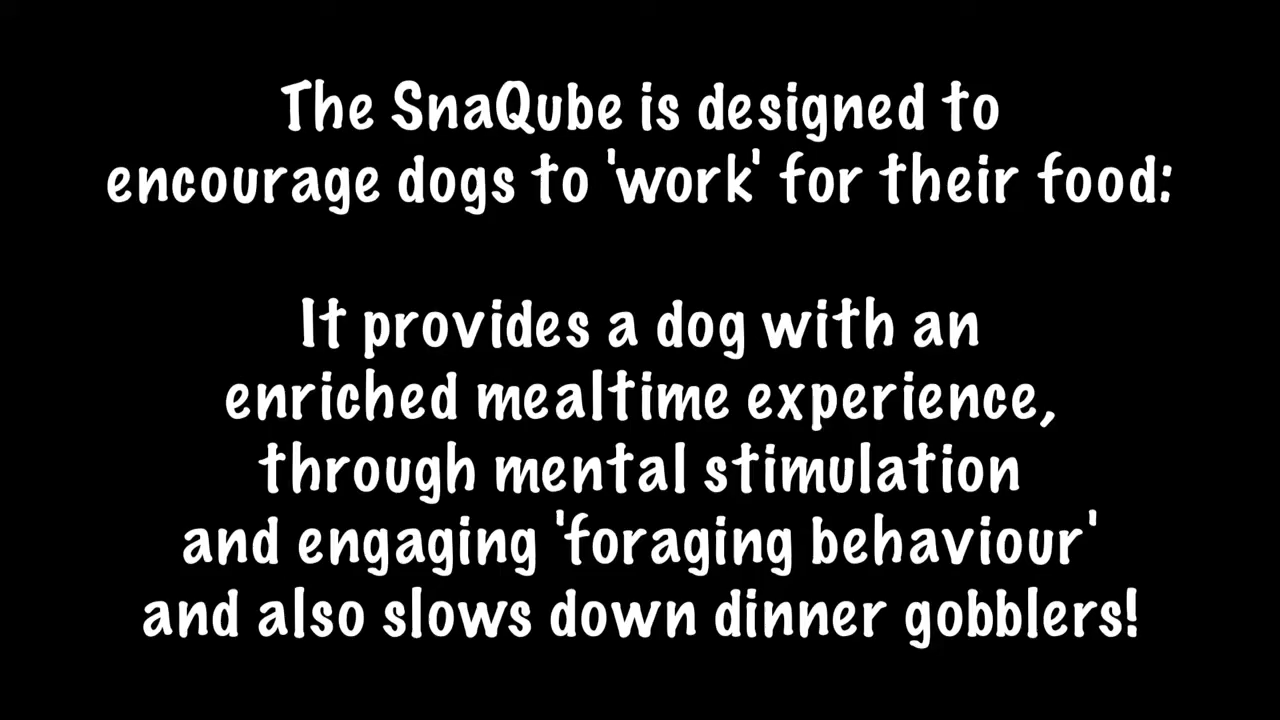 The SnaQube is designed to
encourage dogs to 'work' for their food:
It provides a dog with an
enriched mealtime experience,
through mental stimulation
and engaging 'foraging behaviour'
and also slows down dinner gobblers!